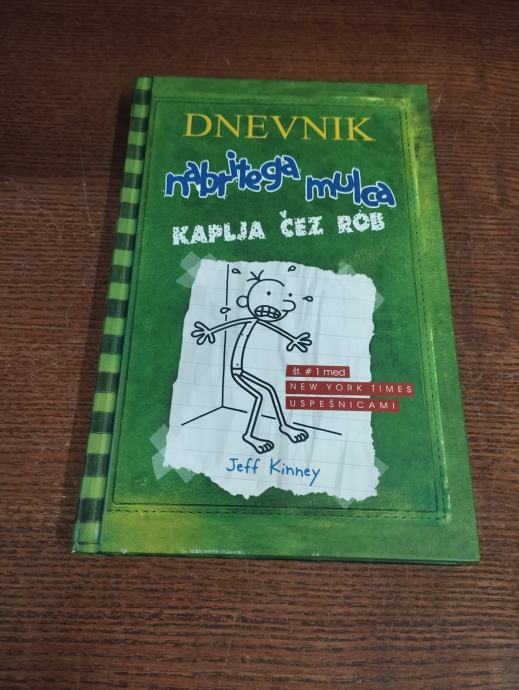 DNEVNIK
nabritega mulca
KAPLJA ČEZ ROB
št. # 1 med
NEW YORK TIMES
USPEŠNICAMI
Jeff Kinney